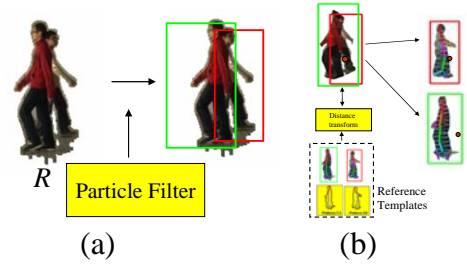 R
Particle Filter
(a)
Distance
transform
Reference
Templates
(b)